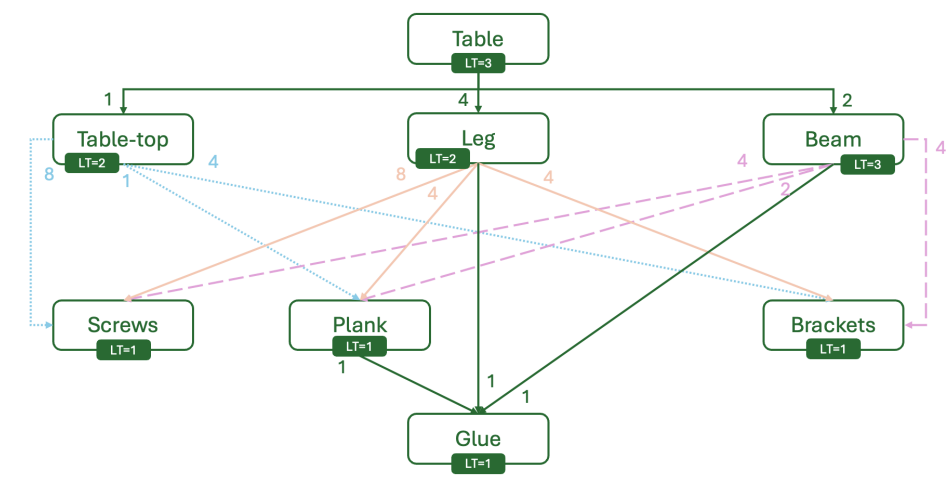 Table
LT=3
1
4
2
Table-top
LT=2
Leg
LT=2
Beam
LT=3
8
1
4
8
4
4
4
2
4
Screws
LT=1
Plank
LT=1
Brackets
LT=1
1
1
1
Glue
LT=1